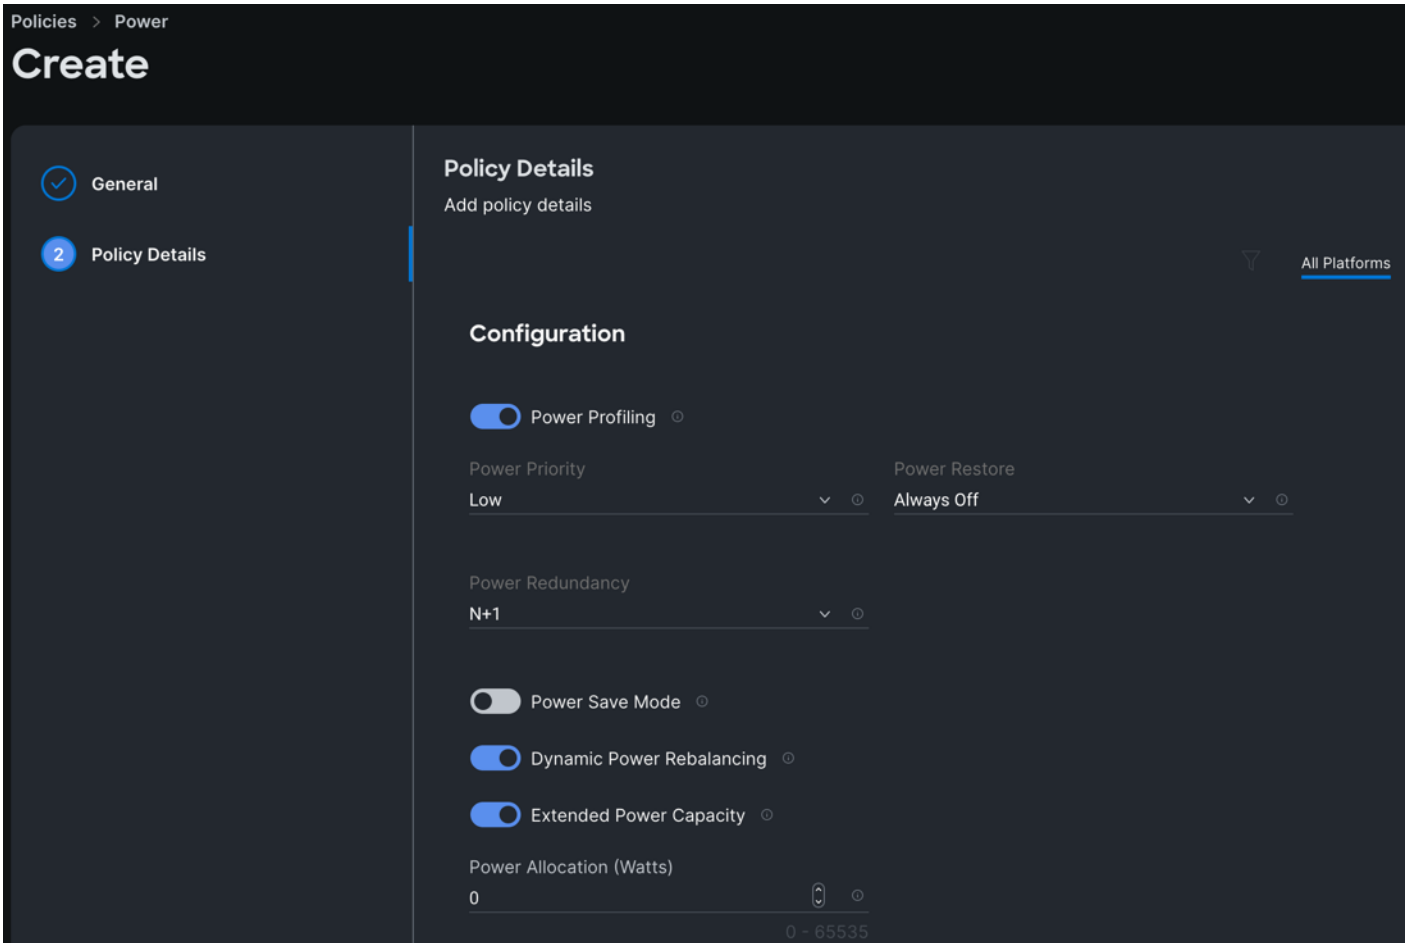 Policies > Power
Create
General
2 Policy Details
Policy Details
Add policy details
All Platforms
Configuration
Power Profiling
Power Priority Power Restore
Low Always Off
Power Redundancy
N+1
Power Save Mode
Dynamic Power Rebalancing
Extended Power Capacity
Power Allocation (Watts)
0
0 - 65535